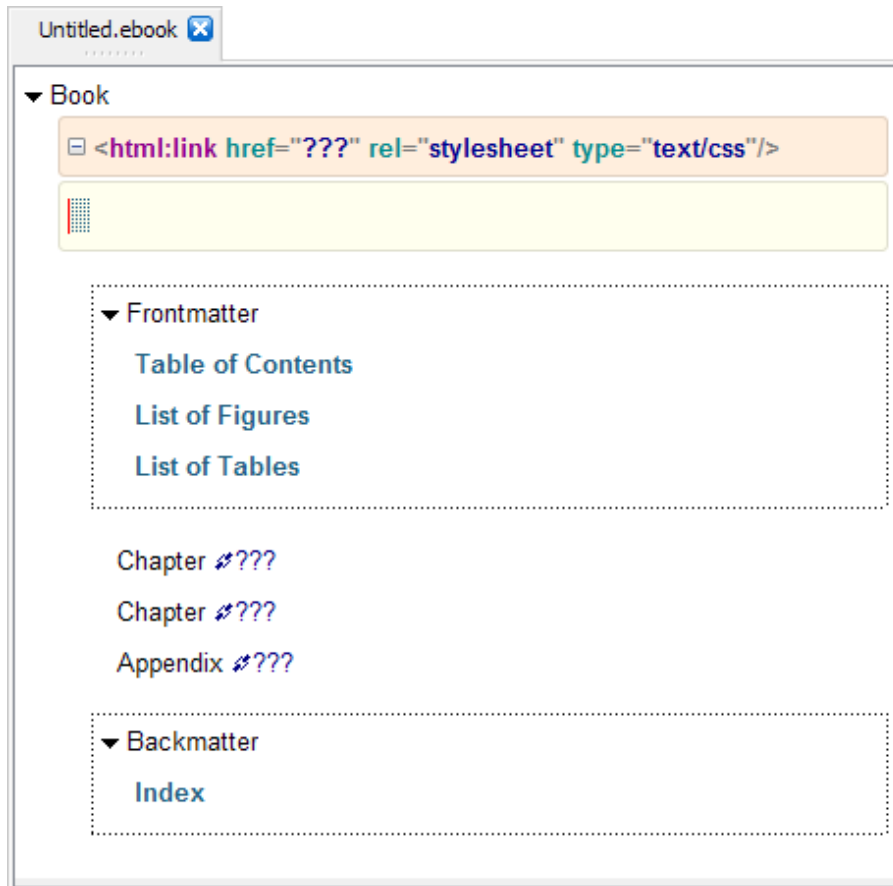 Untitled.ebook
Book
<html:link href="???" rel="stylesheet" type="text/css"/>
Frontmatter
Table of Contents
List of Figures
List of Tables
Chapter ???
Chapter ???
Appendix ???
Backmatter
Index